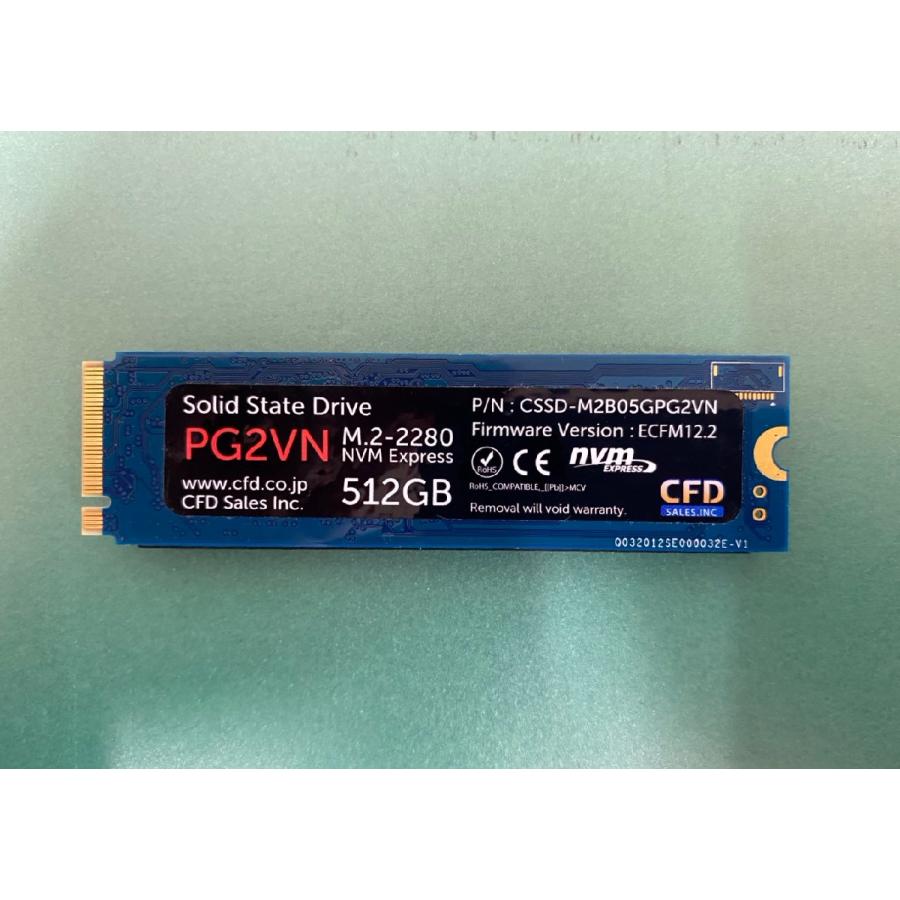 Solid State Drive
PG2VN M.2-2280
NVM Express
www.cfd.co.jp
CFD Sales Inc.
512GB
P/N : CSSD-M2B05GPG2VN
Firmware Version : ECFM12.2
RoHS CE nvm EXPRESS
RoHS_COMPATIBLE_[(Pb)]>MCV
CFD
SALES.INC
Removal will void warranty.
Q032012SE000032E-V1